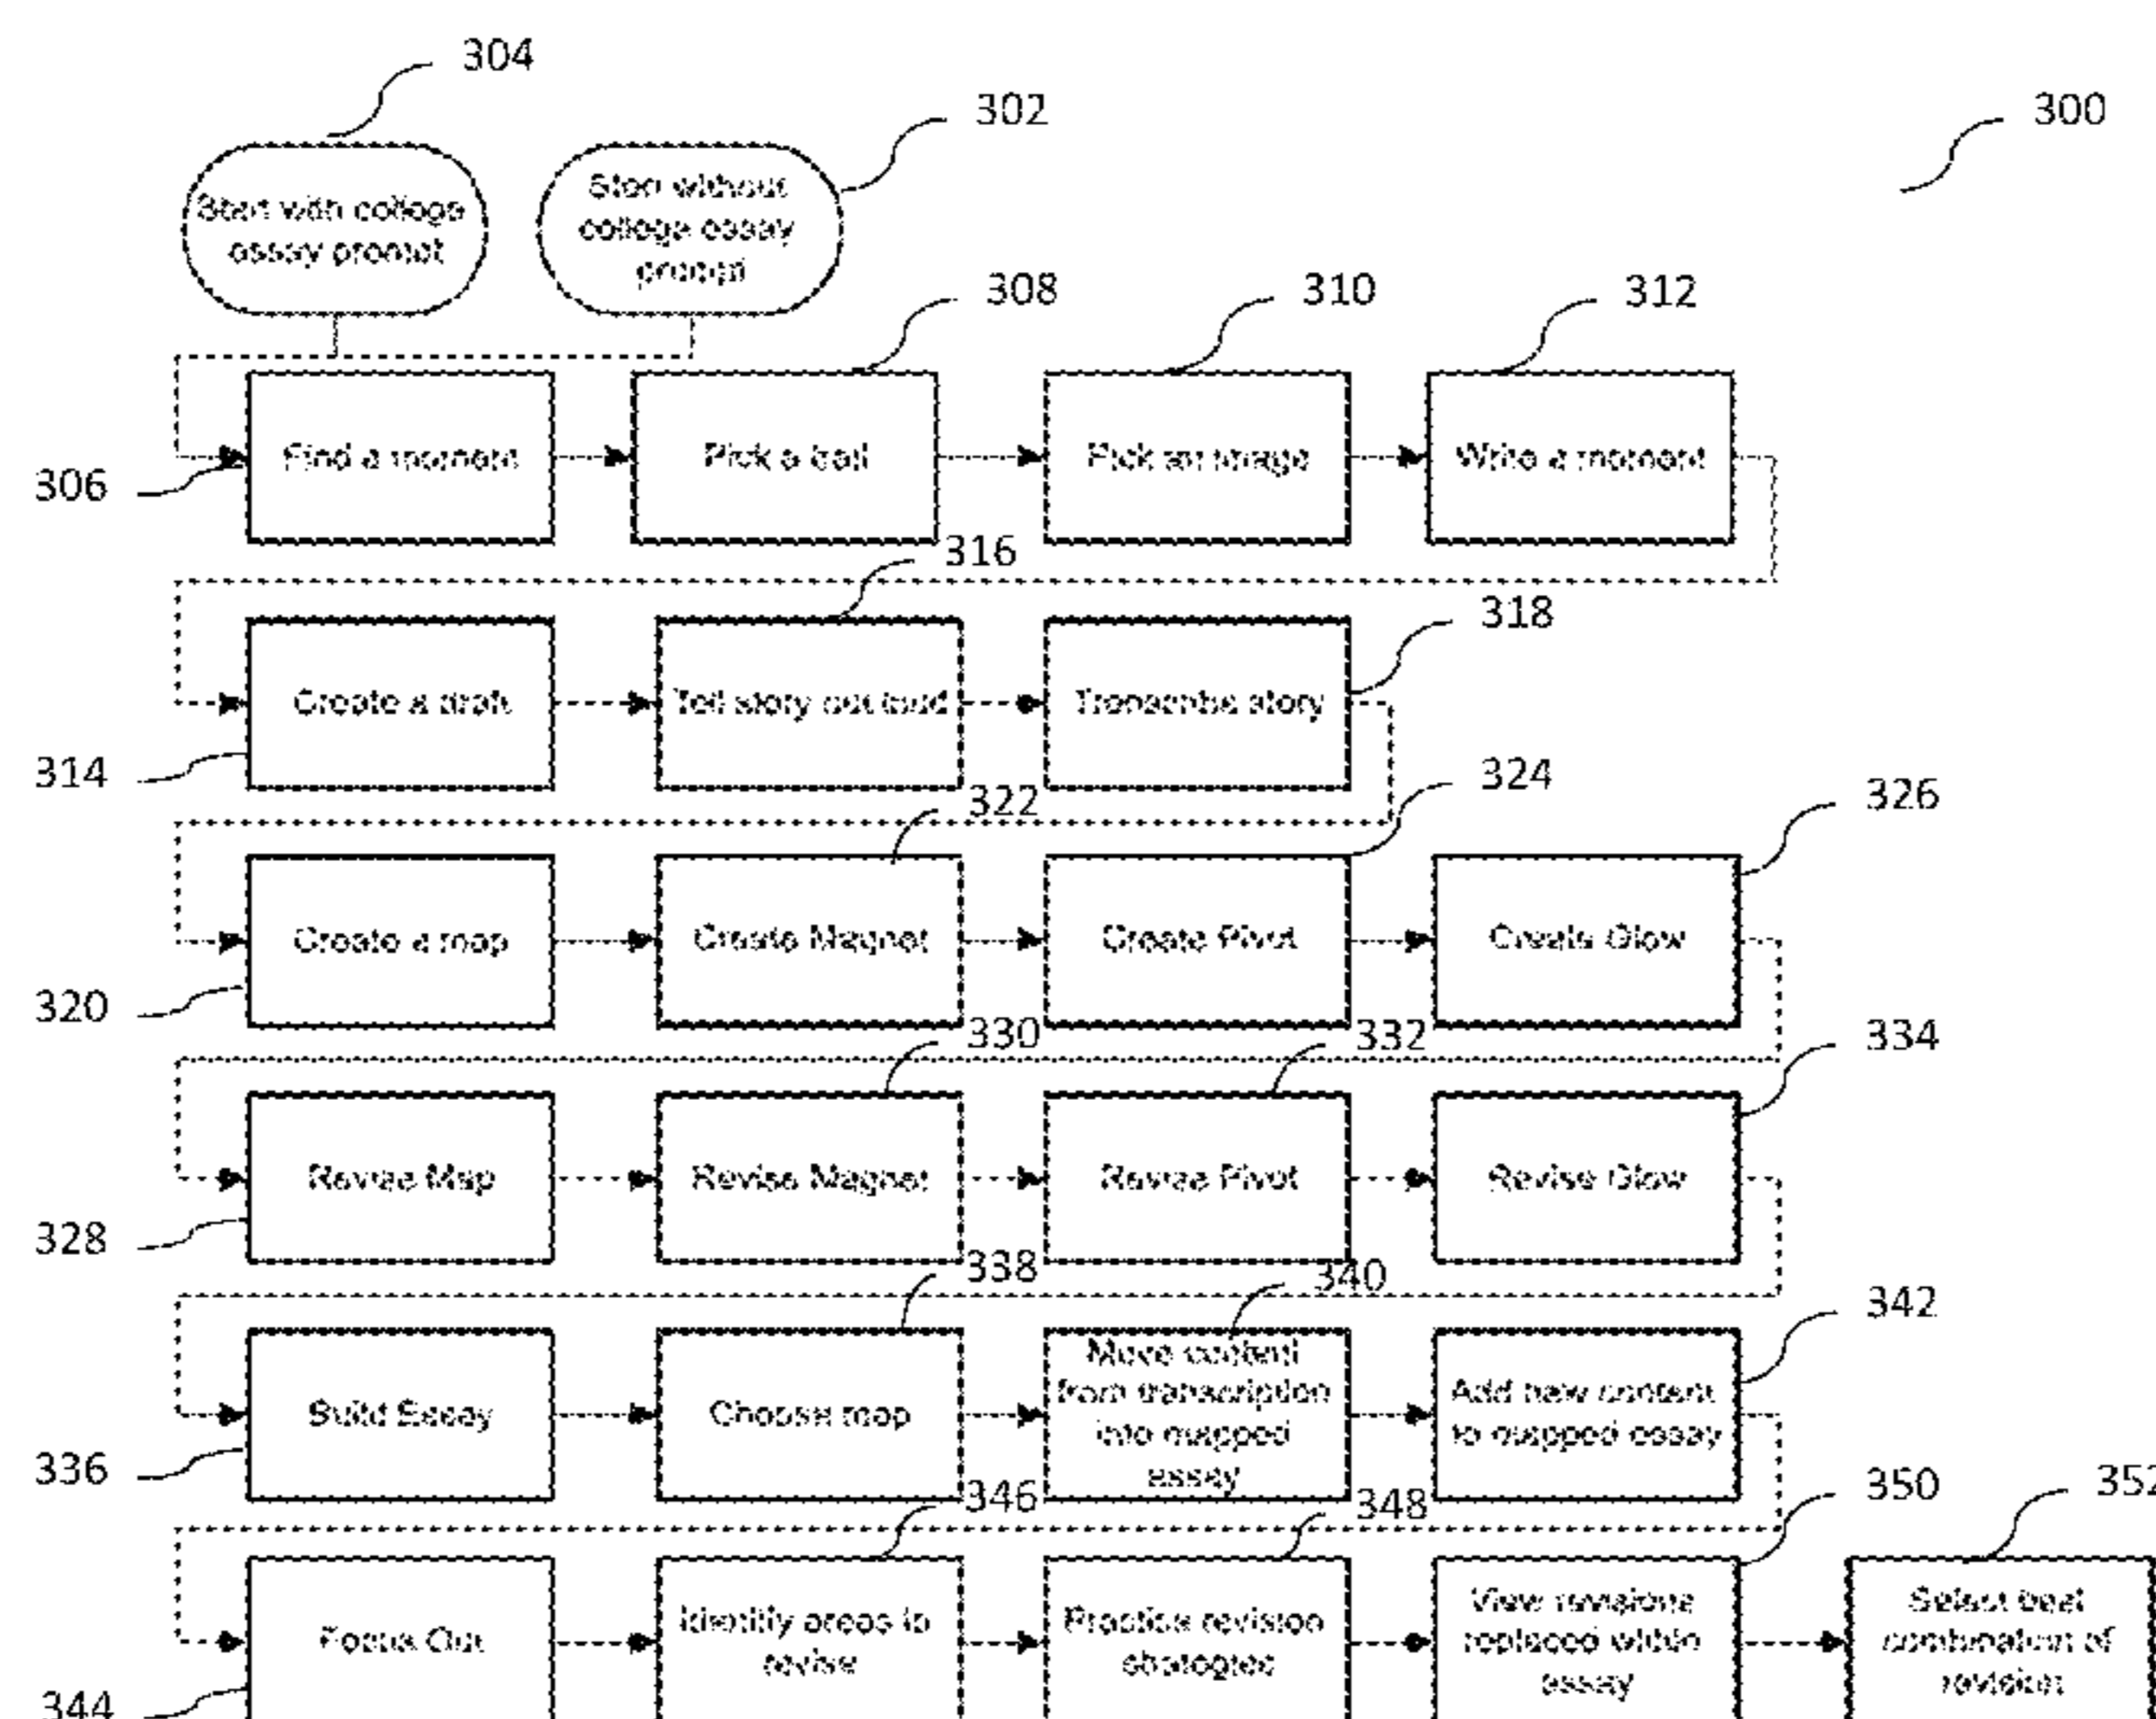 304
302
300
Start with college
essay prompt
Start without
college essay
prompt
308
310
312
306
Find a moment
Pick a trait
Pick an image
Write a moment
316
318
314
Create a draft
Tell story out loud
Transcribe story
322
324
326
320
Create a map
Create Magnet
Create Pivot
Create Glow
330
332
334
328
Revise Map
Revise Magnet
Revise Pivot
Revise Glow
338
340
342
336
Build Essay
Choose map
Move content
from transcription
into mapped
essay
Add new content
to mapped essay
346
348
350
352
344
Focus Out
Identify areas to
revise
Practice revision
strategies
View revisions
replaced within
essay
Select best
combination of
revision